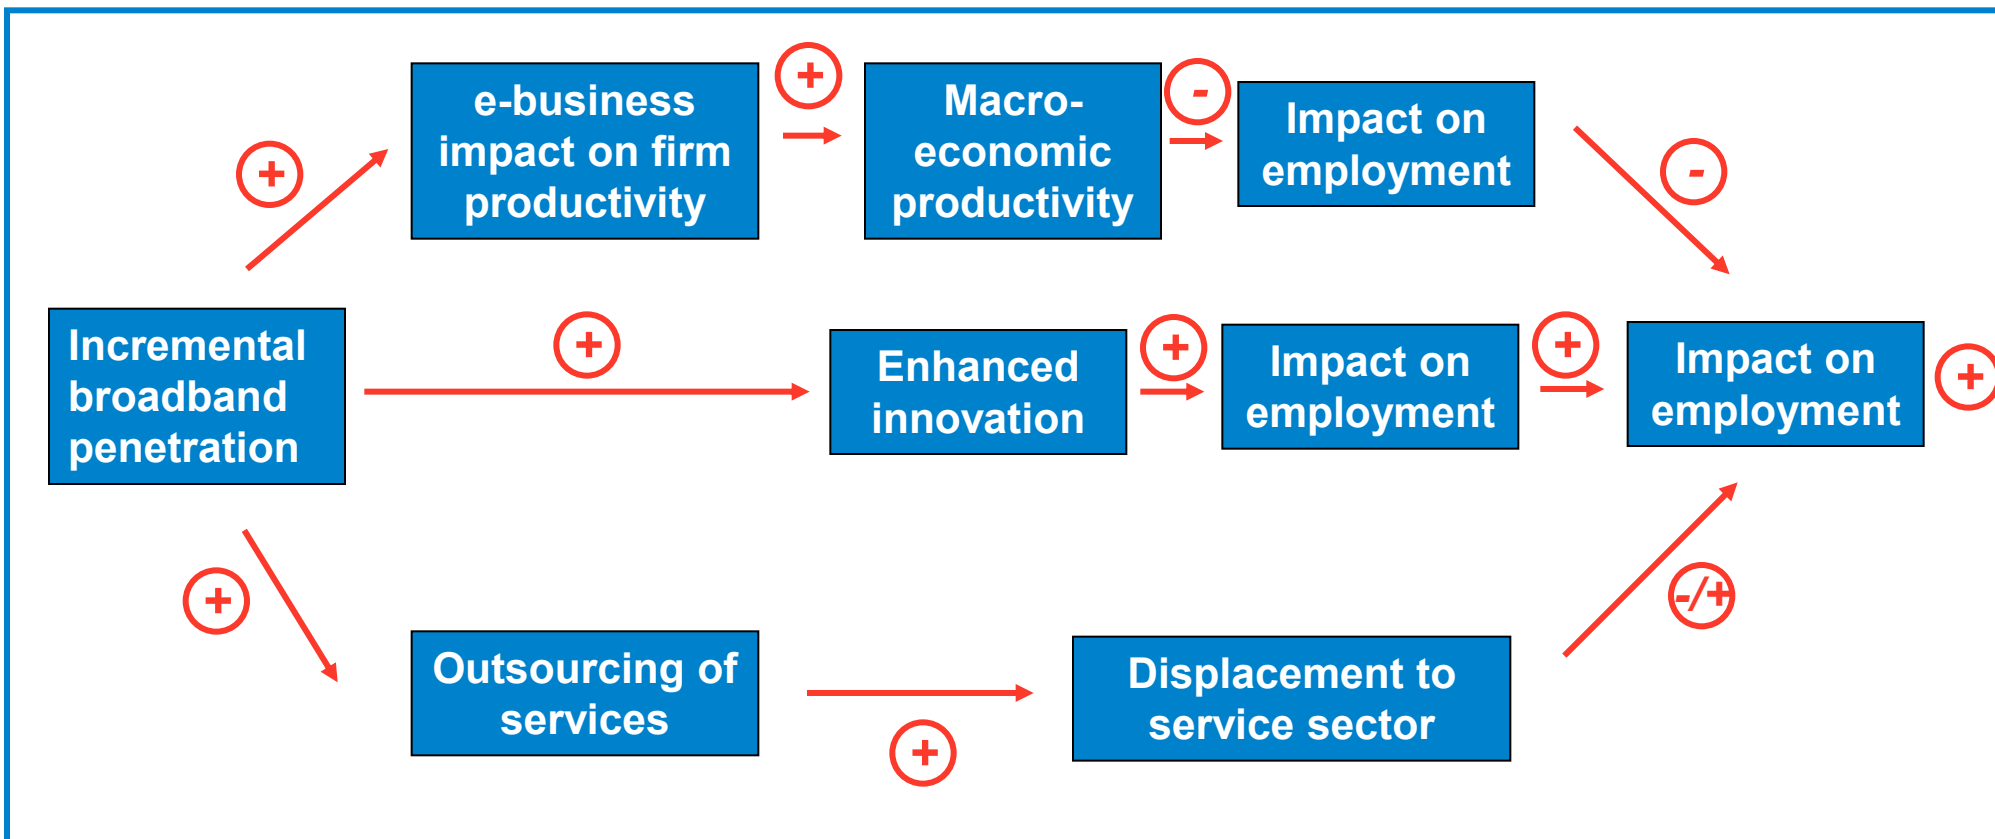 e-business
impact on firm
productivity
+
Macro-
economic
productivity
-
Impact on
employment
+
-
Incremental
broadband
penetration
+
Enhanced
innovation
+
Impact on
employment
+
Impact on
employment
+
+
Outsourcing of
services
+
Displacement to
service sector
-/+